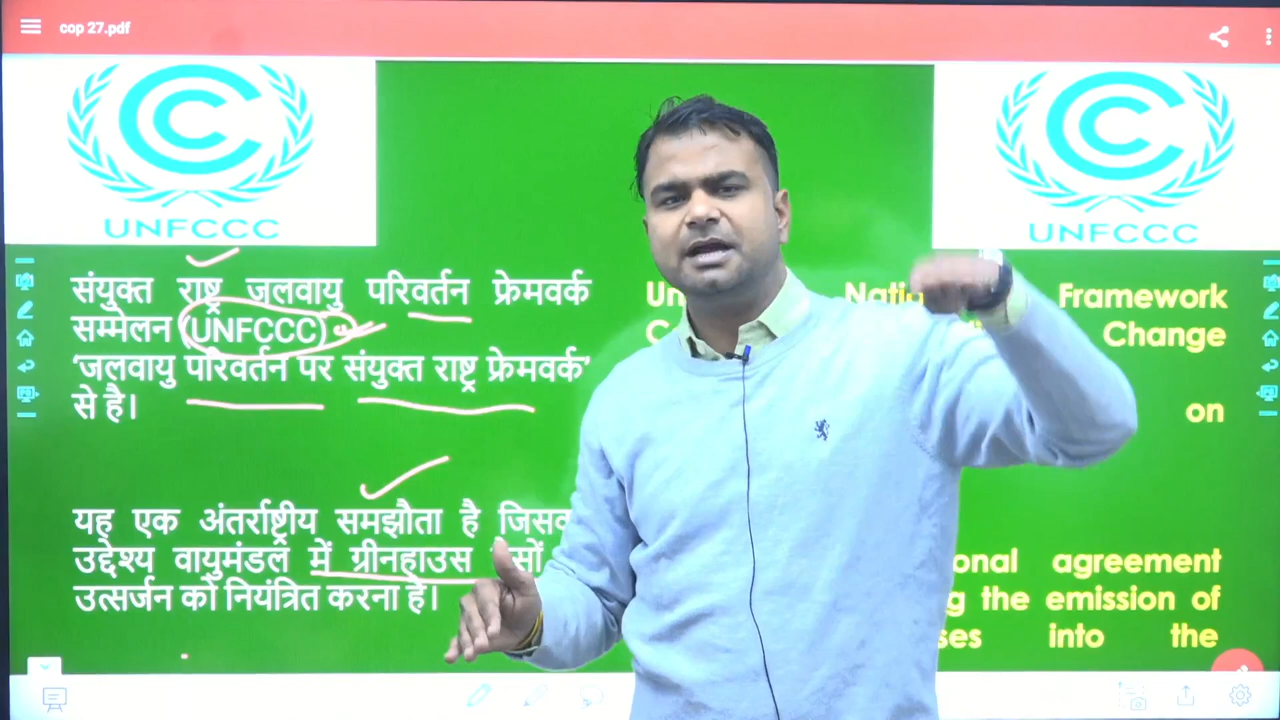 cop 27.pdf
UNFCCC
UNFCCC
संयुक्त राष्ट्र जलवायु परिवर्तन फ्रेमवर्क
सम्मेलन (UNFCCC)
'जलवायु परिवर्तन पर संयुक्त राष्ट्र फ्रेमवर्क'
से है।
यह एक अंतर्राष्ट्रीय समझौता है
उद्देश्य वायुमंडल में ग्रीनहाउस
उत्सर्जन को नियंत्रित करना है।
Framework
Change
on
agreement
the emission of
into the